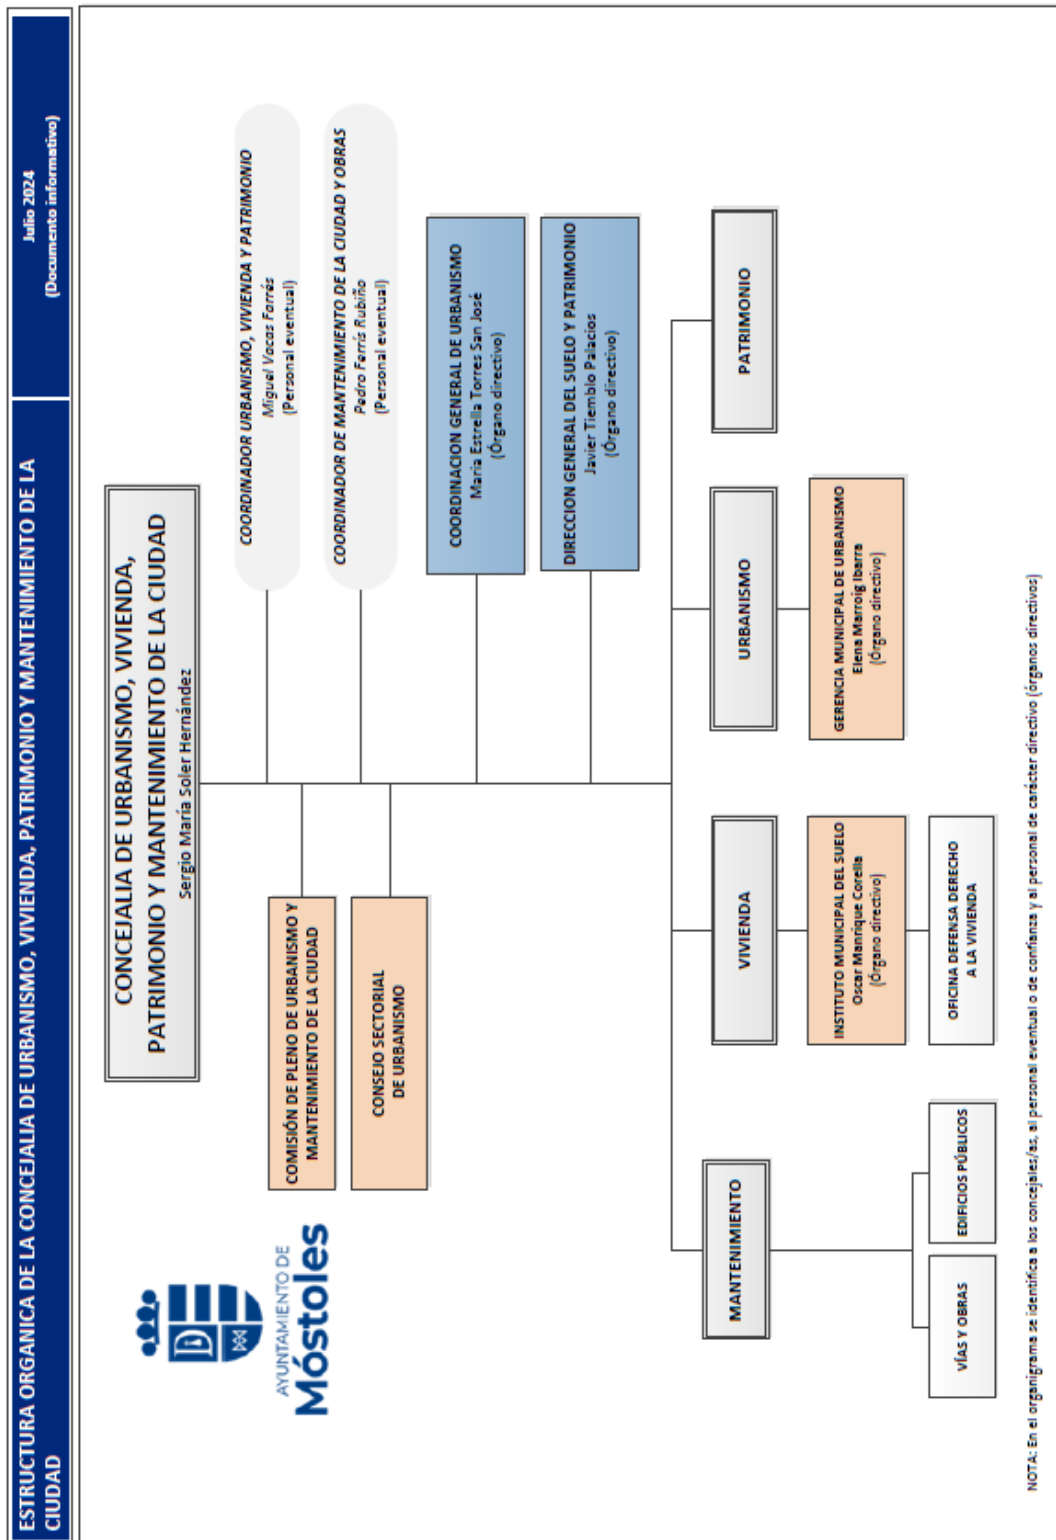 ESTRUCTURA ORGANICA DE LA CONCEJALIA DE URBANISMO, VIVIENDA, PATRIMONIO Y MANTENIMIENTO DE LA
CIUDAD
Julio 2024
(Documento informativo)
AYUNTAMIENTO DE
Móstoles
CONCEJALIA DE URBANISMO, VIVIENDA,
PATRIMONIO Y MANTENIMIENTO DE LA CIUDAD
Sergio María Soler Hernández
COMISIÓN DE PLENO DE URBANISMO Y
MANTENIMIENTO DE LA CIUDAD
CONSEJO SECTORIAL
DE URBANISMO
COORDINADOR URBANISMO, VIVIENDA Y PATRIMONIO
Miguel Vacas Farrés
(Personal eventual)
COORDINADOR DE MANTENIMIENTO DE LA CIUDAD Y OBRAS
Pedro Ferrís Rubiño
(Personal eventual)
COORDINACION GENERAL DE URBANISMO
Maria Estrella Torres San José
(Órgano directivo)
DIRECCION GENERAL DEL SUELO Y PATRIMONIO
Javier Tiemblo Palacios
(Órgano directivo)
MANTENIMIENTO
VIVIENDA
URBANISMO
PATRIMONIO
INSTITUTO MUNICIPAL DEL SUELO
Oscar Manrique Corella
(Órgano directivo)
GERENCIA MUNICIPAL DE URBANISMO
Elena Marroig Ibarra
(Órgano directivo)
VÍAS Y OBRAS
EDIFICIOS PÚBLICOS
OFICINA DEFENSA DERECHO
A LA VIVIENDA
NOTA: En el organigrama se identifica a los concejales/as, al personal eventual o de confianza y al personal de carácter directivo (órganos directivos)